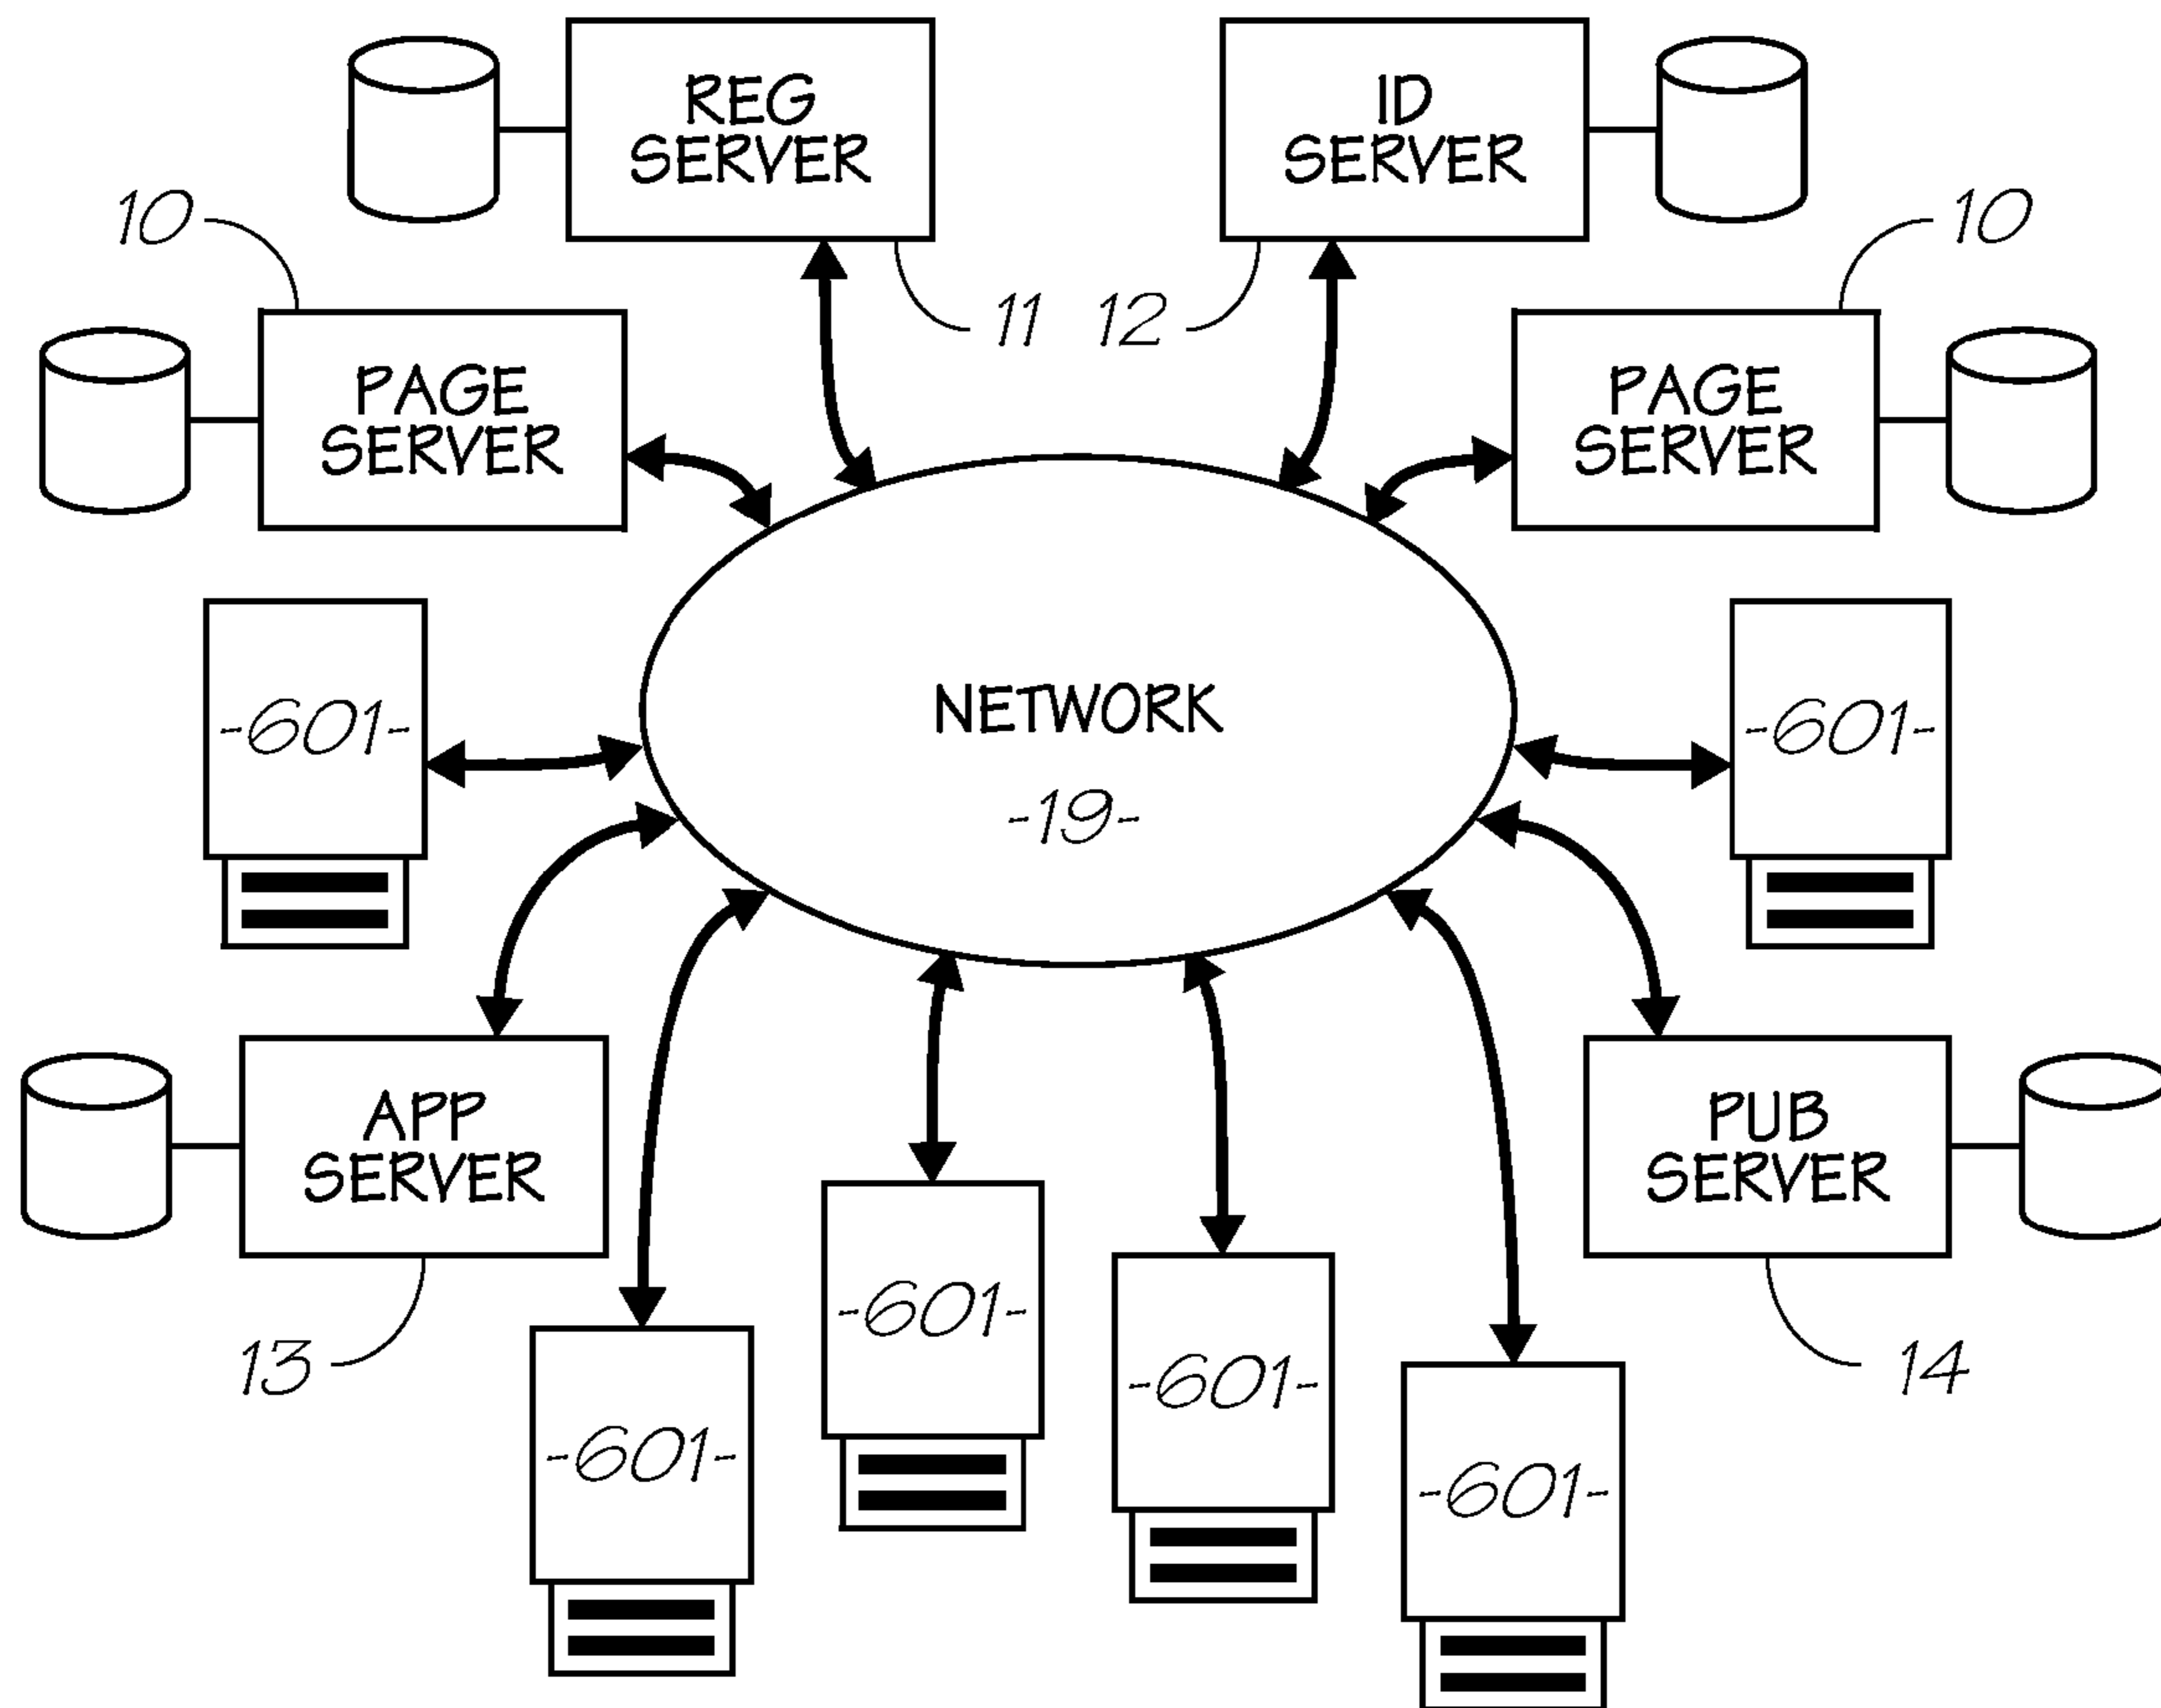 REG
SERVER
ID
SERVER
10
10
11
12
PAGE
SERVER
PAGE
SERVER
-601-
NETWORK
-19-
-601-
APP
SERVER
PUB
SERVER
13
14
-601-
-601-
-601-
-601-